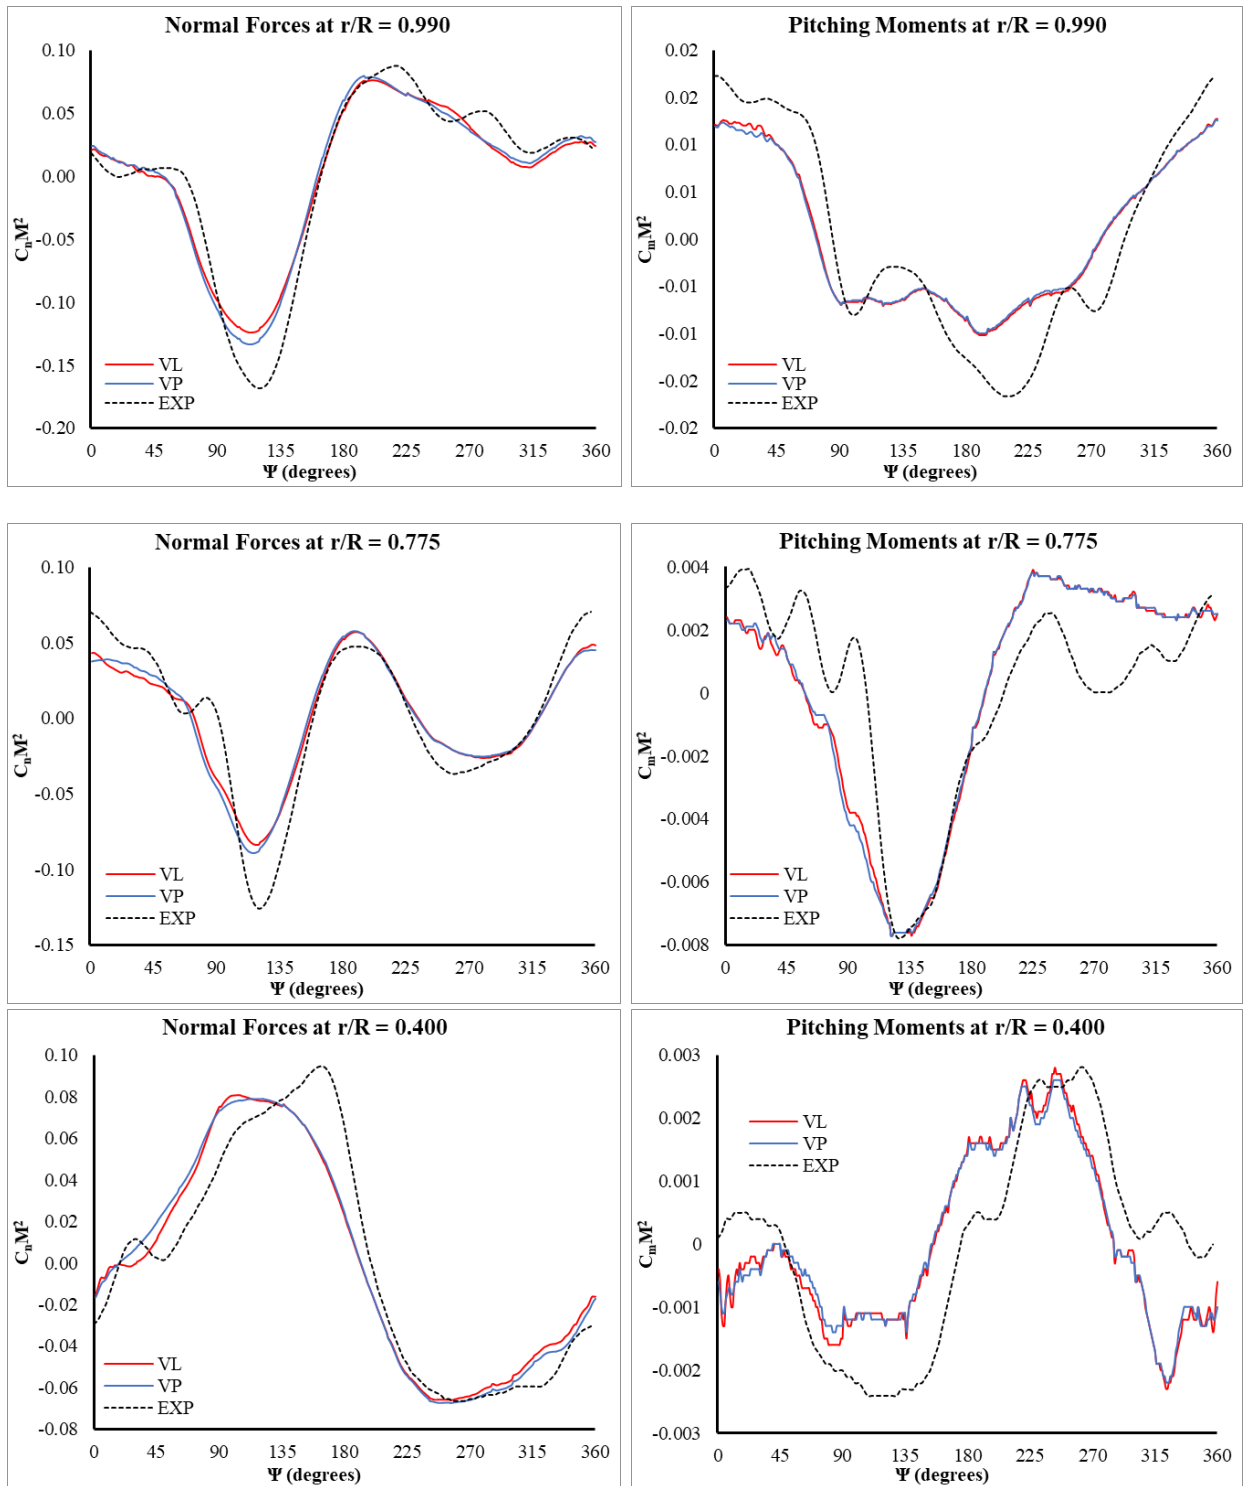 Normal Forces at r/R = 0.990
0.10
0.05
0.00
-0.05
-0.10
-0.15
-0.20
CnM²
VL
VP
EXP
0 45 90 135 180 225 270 315 360
Ψ (degrees)
Pitching Moments at r/R = 0.990
0.02
0.02
0.01
0.01
0.00
-0.01
-0.01
-0.02
-0.02
CmM²
VL
VP
EXP
0 45 90 135 180 225 270 315 360
Ψ (degrees)
Normal Forces at r/R = 0.775
0.10
0.05
0.00
-0.05
-0.10
-0.15
CnM²
VL
VP
EXP
0 45 90 135 180 225 270 315 360
Ψ (degrees)
Pitching Moments at r/R = 0.775
0.004
0.002
0
-0.002
-0.004
-0.006
-0.008
CmM²
VL
VP
EXP
0 45 90 135 180 225 270 315 360
Ψ (degrees)
Normal Forces at r/R = 0.400
0.10
0.08
0.06
0.04
0.02
0.00
-0.02
-0.04
-0.06
-0.08
CnM²
VL
VP
EXP
0 45 90 135 180 225 270 315 360
Ψ (degrees)
Pitching Moments at r/R = 0.400
0.003
0.002
0.001
0
-0.001
-0.002
-0.003
CmM²
VL
VP
EXP
0 45 90 135 180 225 270 315 360
Ψ (degrees)